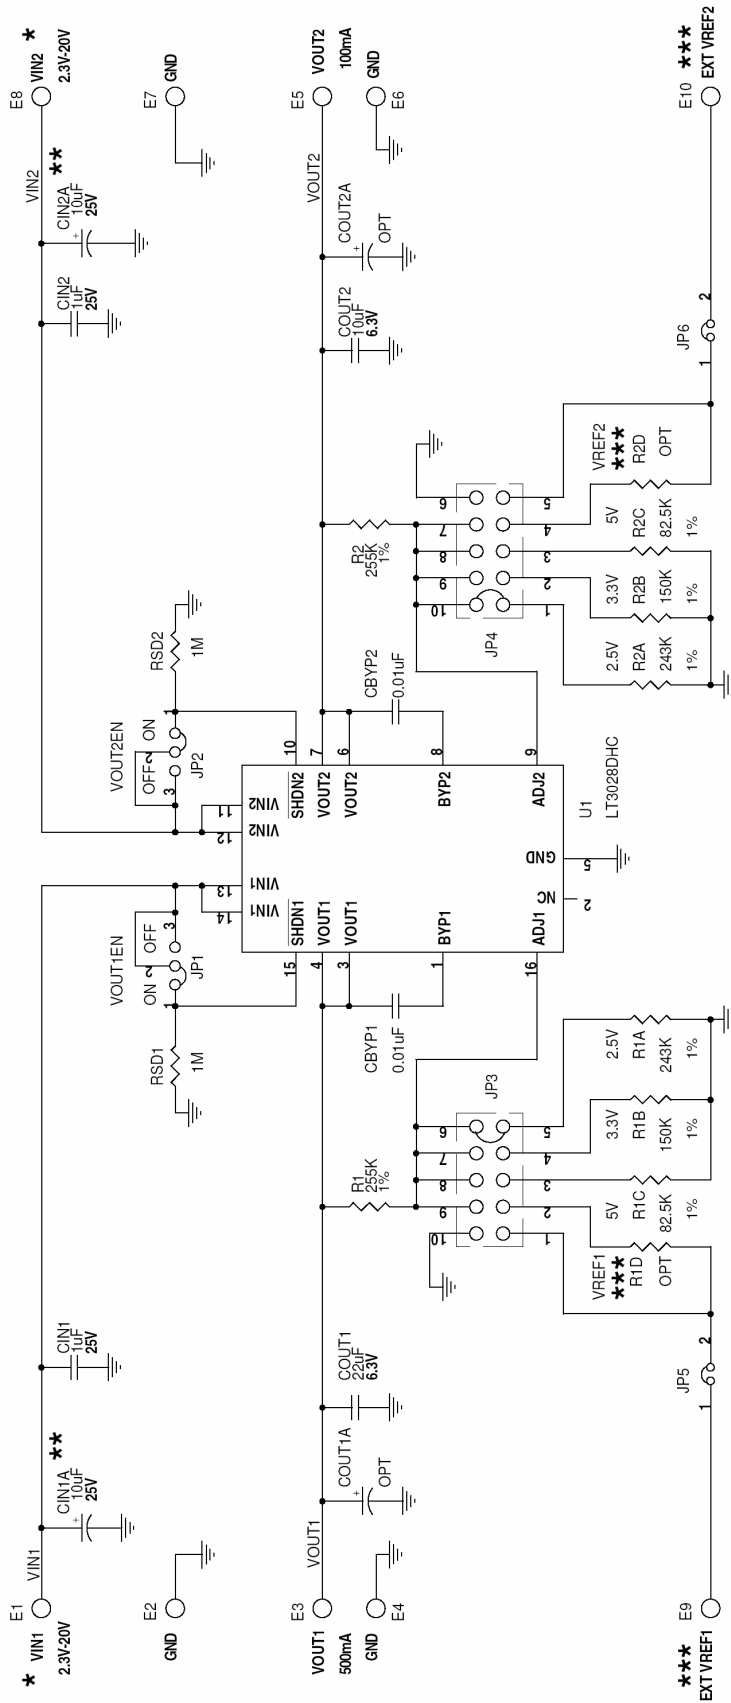 E1
*
VIN1
2.3V-20V
VIN1
**
CIN1A
10uF
25V
CIN1
1uF
25V
E2
GND
E8
VIN2
*
2.3V-20V
VIN2
**
CIN2A
10uF
25V
CIN2
1uF
25V
E7
GND
VOUT1EN
ON
2
OFF
1
3
JP1
RSD1
1M
VOUT2EN
OFF
2
ON
3
1
JP2
RSD2
1M
14
13
12
11
VIN1
VIN1
VIN2
VIN2
15
SHDN1
SHDN2
10
4
VOUT1
VOUT2
7
3
VOUT1
VOUT2
6
1
BYP1
BYP2
8
16
ADJ1
ADJ2
9
NC
2
GND
5
U1
LT3028DHC
E3
VOUT1
500mA
VOUT1
E4
GND
COUT1A
OPT
COUT1
22uF
6.3V
R1
255K
1%
CBYP1
0.01uF
E5
VOUT2
100mA
VOUT2
E6
GND
COUT2A
OPT
COUT2
10uF
6.3V
R2
255K
1%
CBYP2
0.01uF
JP3
10
9
8
7
6
1
2
3
4
5
JP4
10
9
8
7
6
1
2
3
4
5
VREF1
***
R1D
OPT
5V
R1C
82.5K
1%
3.3V
R1B
150K
1%
2.5V
R1A
243K
1%
2.5V
R2A
243K
1%
3.3V
R2B
150K
1%
5V
R2C
82.5K
1%
VREF2
***
R2D
OPT
E9
***
EXT VREF1
JP5
1
2
JP6
1
2
E10
***
EXT VREF2